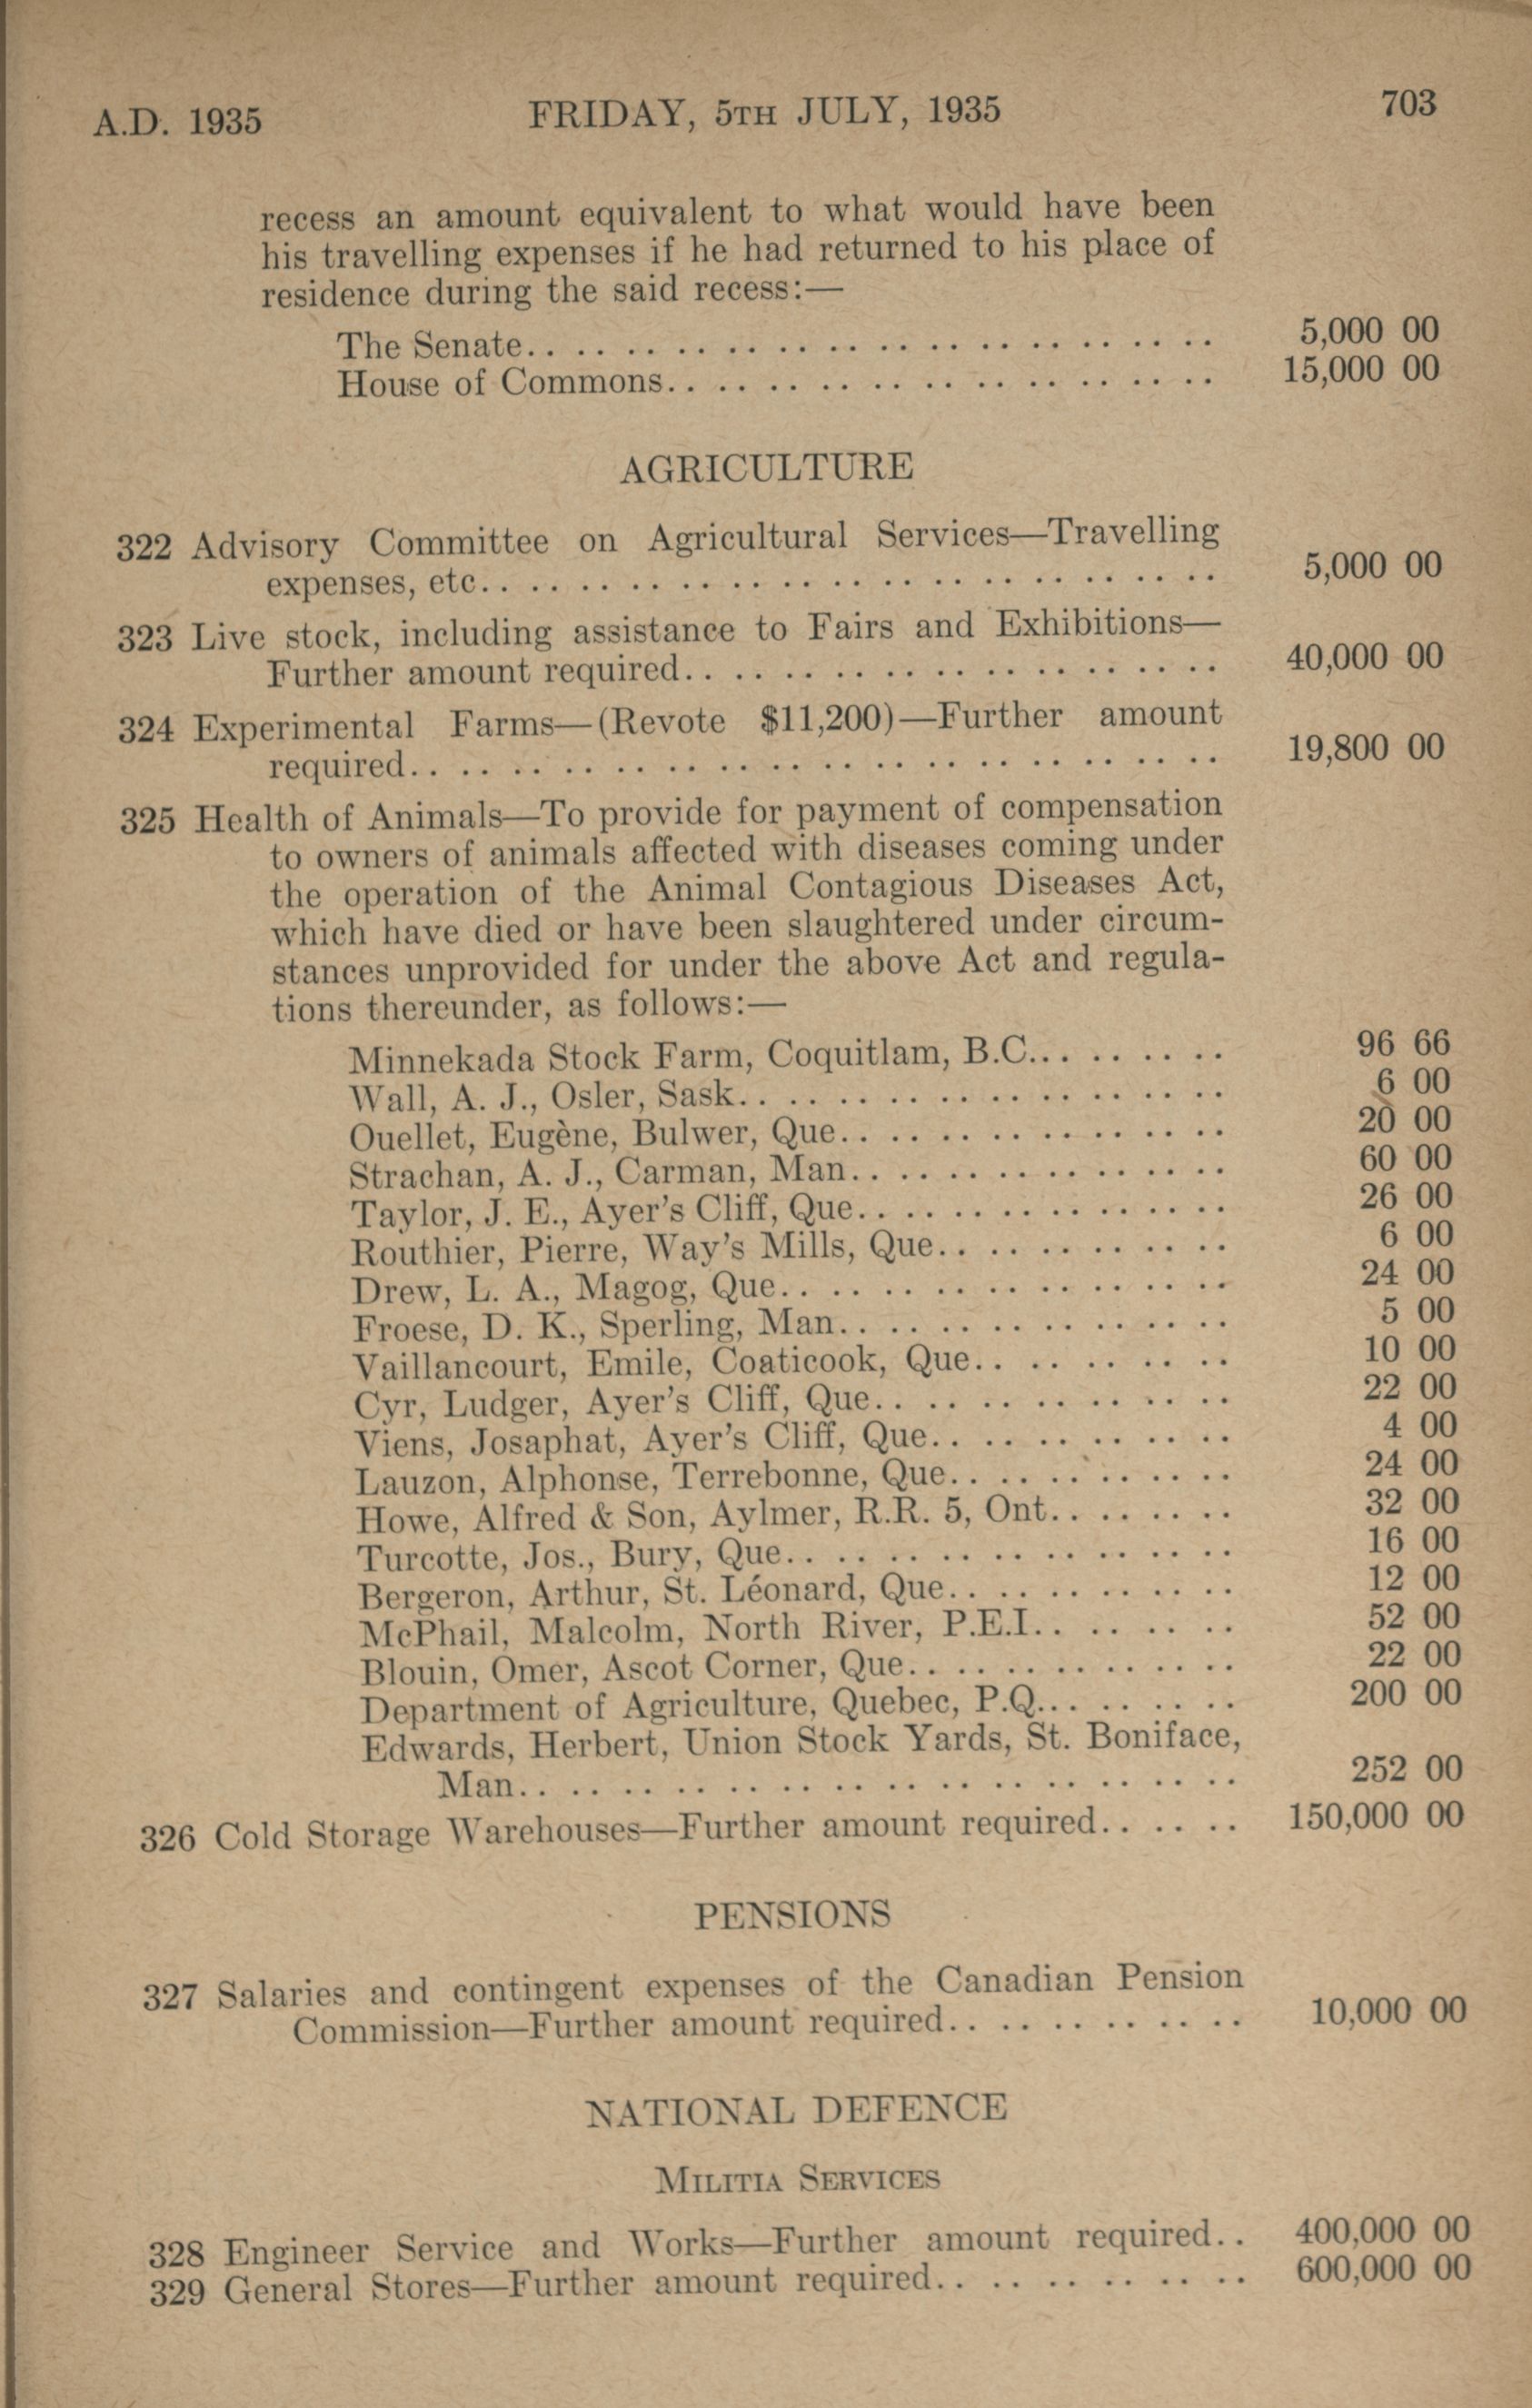 A.D. 1935 FRIDAY, 5TH JULY, 1935 703
recess an amount equivalent to what would have been
his travelling expenses if he had returned to his place of
residence during the said recess:—
The Senate.. .. .. .. .. .. .. .. .. .. .. .. .. .. 5,000 00
House of Commons.. .. .. .. .. .. .. .. .. .. .. 15,000 00
AGRICULTURE
322 Advisory Committee on Agricultural Services—Travelling
expenses, etc.. .. .. .. .. .. .. .. .. .. .. .. .. .. .. 5,000 00
323 Live stock, including assistance to Fairs and Exhibitions—
Further amount required.. .. .. .. .. .. .. .. .. .. .. 40,000 00
324 Experimental Farms—(Revote $11,200)—Further amount
required.. .. .. .. .. .. .. .. .. .. .. .. .. .. .. .. 19,800 00
325 Health of Animals—To provide for payment of compensation
to owners of animals affected with diseases coming under
the operation of the Animal Contagious Diseases Act,
which have died or have been slaughtered under circum-
stances unprovided for under the above Act and regula-
tions thereunder, as follows:—
Minnekada Stock Farm, Coquitlam, B.C.. .. .. .. .. 96 66
Wall, A. J., Osler, Sask.. .. .. .. .. .. .. .. .. .. 6 00
Ouellet, Eugène, Bulwer, Que.. .. .. .. .. .. .. .. 20 00
Strachan, A. J., Carman, Man.. .. .. .. .. .. .. .. 60 00
Taylor, J. E., Ayer's Cliff, Que.. .. .. .. .. .. .. .. 26 00
Routhier, Pierre, Way's Mills, Que.. .. .. .. .. .. 6 00
Drew, L. A., Magog, Que.. .. .. .. .. .. .. .. .. 24 00
Froese, D. K., Sperling, Man.. .. .. .. .. .. .. .. 5 00
Vaillancourt, Emile, Coaticook, Que.. .. .. .. .. .. 10 00
Cyr, Ludger, Ayer's Cliff, Que.. .. .. .. .. .. .. .. 22 00
Viens, Josaphat, Ayer's Cliff, Que.. .. .. .. .. .. .. 4 00
Lauzon, Alphonse, Terrebonne, Que.. .. .. .. .. .. .. 24 00
Howe, Alfred & Son, Aylmer, R.R. 5, Ont.. .. .. .. 32 00
Turcotte, Jos., Bury, Que.. .. .. .. .. .. .. .. .. 16 00
Bergeron, Arthur, St. Léonard, Que.. .. .. .. .. .. 12 00
McPhail, Malcolm, North River, P.E.I.. .. .. .. .. 52 00
Blouin, Omer, Ascot Corner, Que.. .. .. .. .. .. .. 22 00
Department of Agriculture, Quebec, P.Q.. .. .. .. .. 200 00
Edwards, Herbert, Union Stock Yards, St. Boniface,
Man.. .. .. .. .. .. .. .. .. .. .. .. .. .. .. 252 00
326 Cold Storage Warehouses—Further amount required.. .. .. 150,000 00
PENSIONS
327 Salaries and contingent expenses of the Canadian Pension
Commission—Further amount required.. .. .. .. .. .. 10,000 00
NATIONAL DEFENCE
MILITIA SERVICES
328 Engineer Service and Works—Further amount required.. 400,000 00
329 General Stores—Further amount required.. .. .. .. .. .. 600,000 00